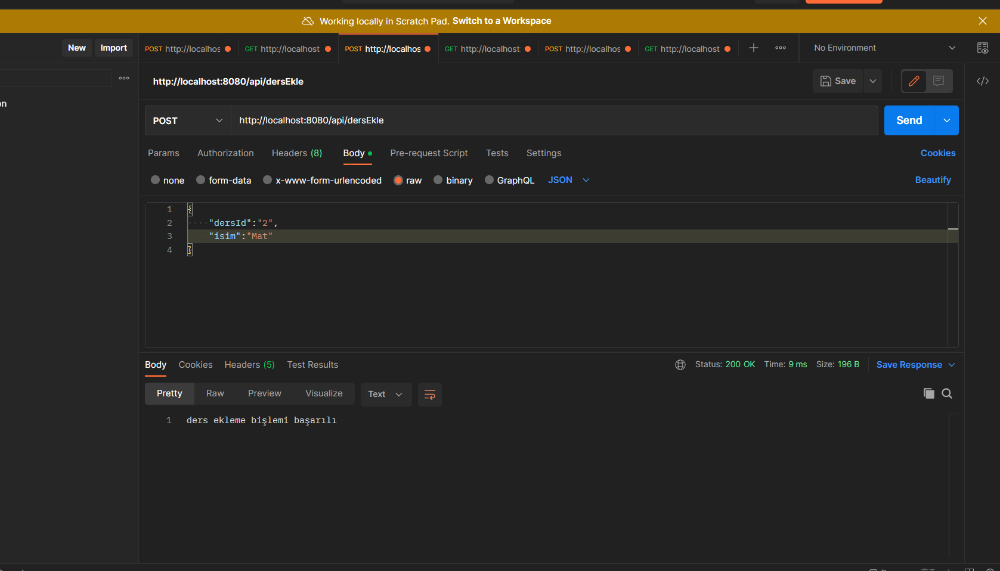 Working locally in Scratch Pad. Switch to a Workspace
New Import POST http://localhos GET http://localhost POST http://localhos GET http://localhost: POST http://localhos GET http://localhost No Environment
on
http://localhost:8080/api/dersEkle Save
POST http://localhost:8080/api/dersEkle Send
Params Authorization Headers (8) Body Pre-request Script Tests Settings Cookies
none form-data x-www-form-urlencoded raw binary GraphQL JSON Beautify
1 {
2 "dersId":"2",
3 "isim":"Mat"
4 }
Body Cookies Headers (5) Test Results Status: 200 OK Time: 9 ms Size: 196 B Save Response
Pretty Raw Preview Visualize Text
1 ders ekleme bişlemi başarılı